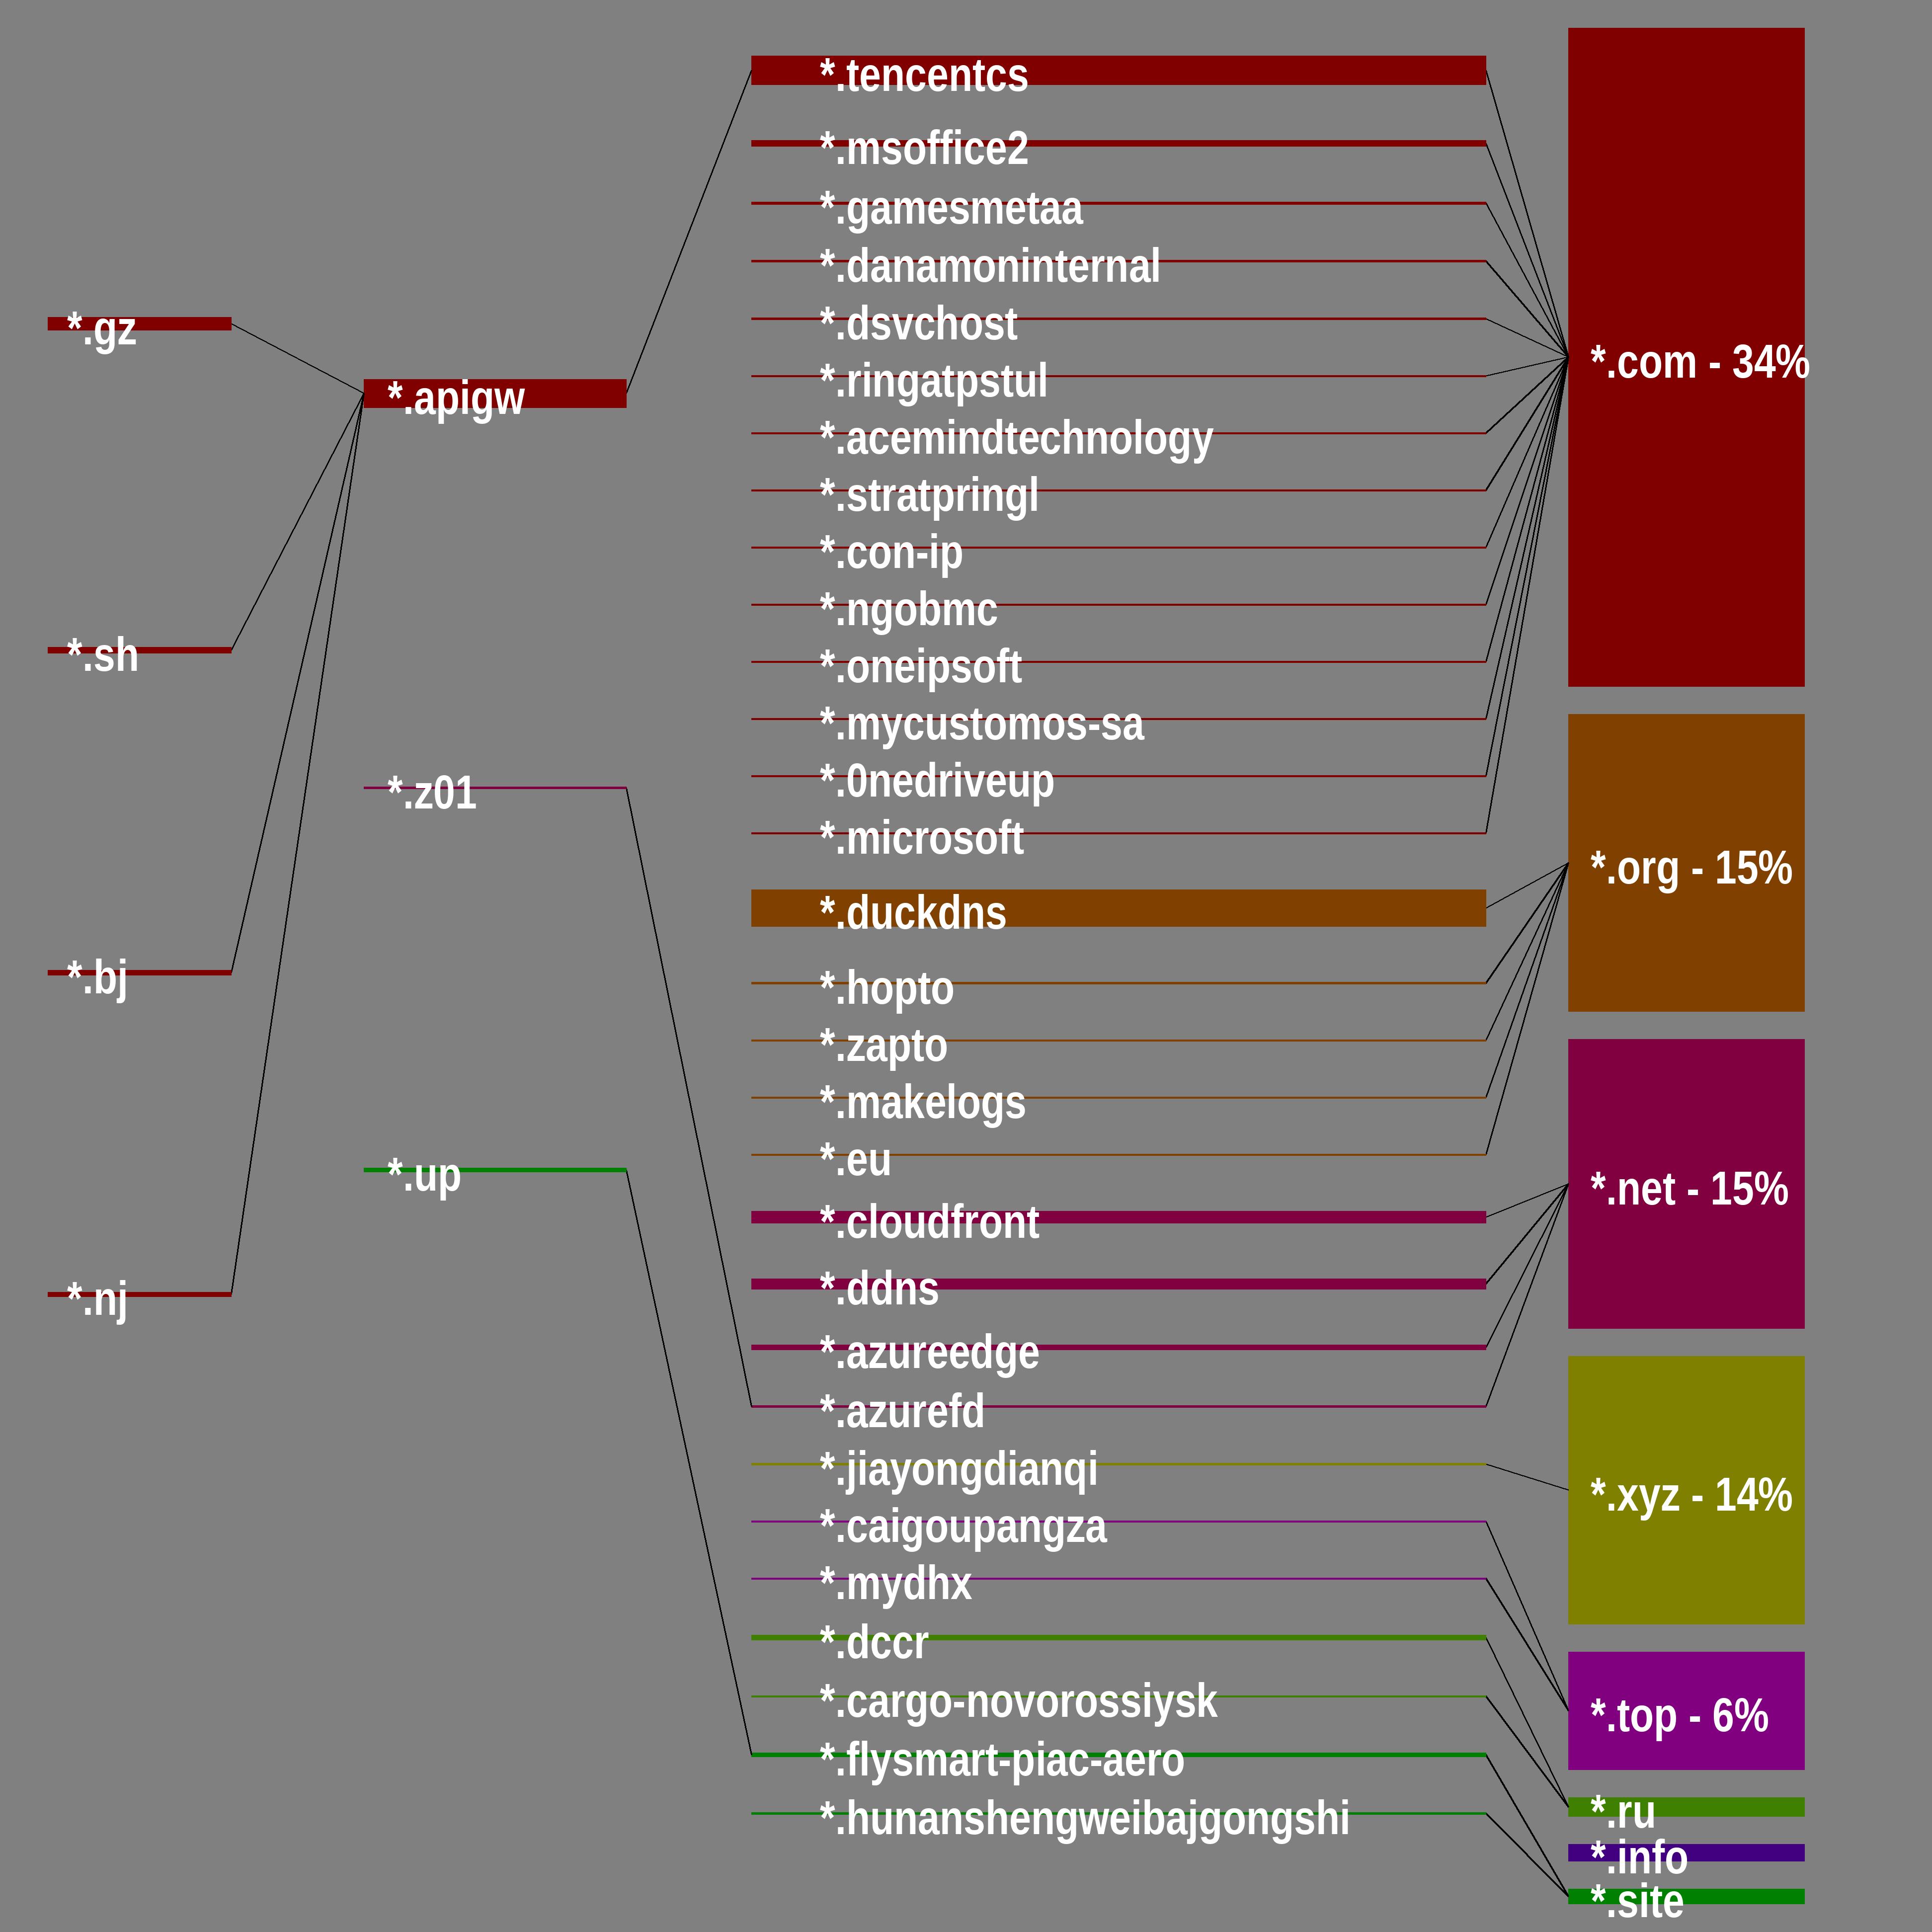 *.gz
*.sh
*.bj
*.nj
*.apigw
*.z01
*.up
*.tencentcs
*.msoffice2
*.gamesmetaa
*.danamoninternal
*.dsvchost
*.ringatpstul
*.acemindtechnology
*.stratpringl
*.con-ip
*.ngobmc
*.oneipsoft
*.mycustomos-sa
*.0nedriveup
*.microsoft
*.duckdns
*.hopto
*.zapto
*.makelogs
*.eu
*.cloudfront
*.ddns
*.azureedge
*.azurefd
*.jiayongdianqi
*.caigoupangza
*.mydhx
*.dccr
*.cargo-novorossiysk
*.flysmart-piac-aero
*.hunanshengweibajgongshi
*.com - 34%
*.org - 15%
*.net - 15%
*.xyz - 14%
*.top - 6%
*.ru
*.info
*.site